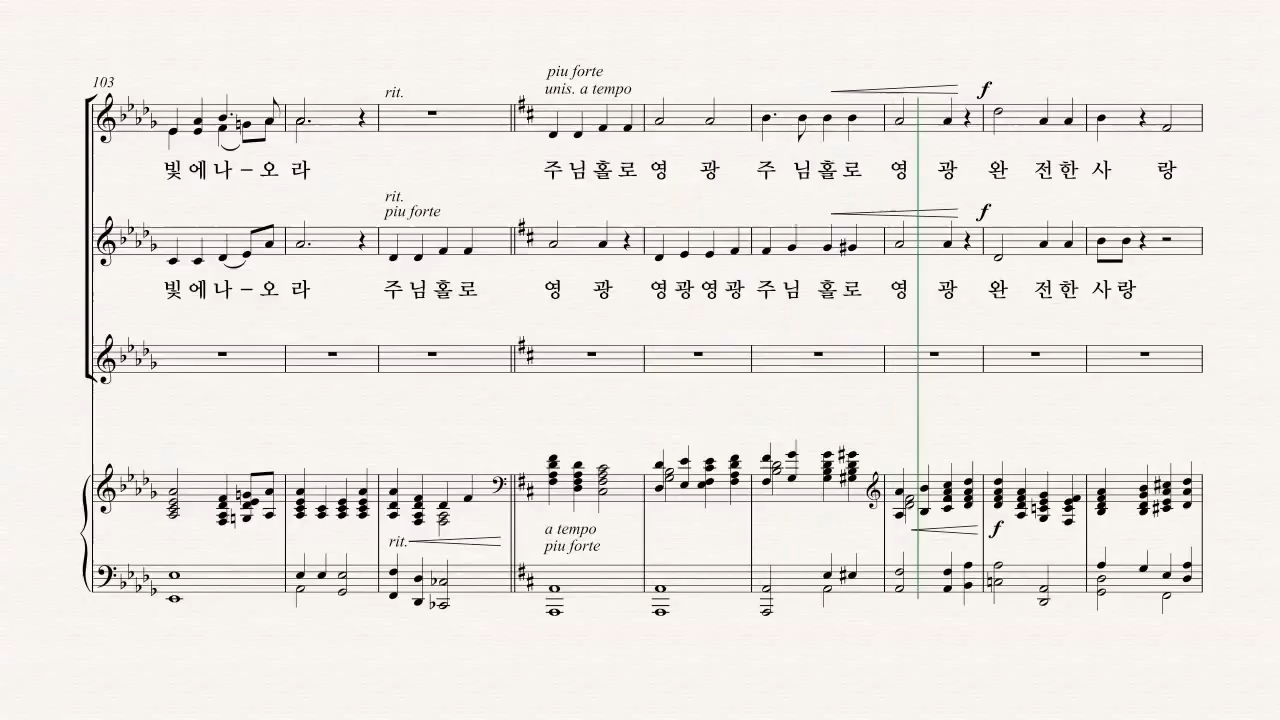 103
rit.
piu forte
unis. a tempo
f
빛 에 나 – 오 라 주 님 홀 로 영 광 주 님 홀 로 영 광 완 전 한 사 랑
rit.
piu forte
f
빛 에 나 – 오 라 주 님 홀 로 영 광 영 광 영 광 주 님 홀 로 영 광 완 전 한 사 랑
a tempo
f
rit.
piu forte